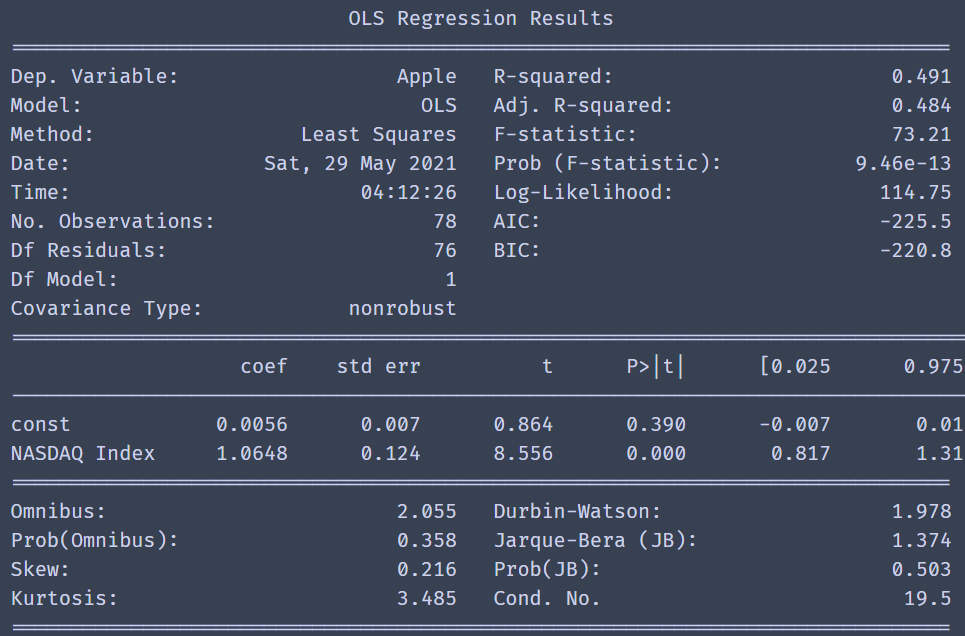 OLS Regression Results
Dep. Variable: Apple R-squared: 0.491
Model: OLS Adj. R-squared: 0.484
Method: Least Squares F-statistic: 73.21
Date: Sat, 29 May 2021 Prob (F-statistic): 9.46e-13
Time: 04:12:26 Log-Likelihood: 114.75
No. Observations: 78 AIC: -225.5
Df Residuals: 76 BIC: -220.8
Df Model: 1
Covariance Type: nonrobust
coef std err t P>|t| [0.025 0.975
const 0.0056 0.007 0.864 0.390 -0.007 0.01
NASDAQ Index 1.0648 0.124 8.556 0.000 0.817 1.31
Omnibus: 2.055 Durbin-Watson: 1.978
Prob(Omnibus): 0.358 Jarque-Bera (JB): 1.374
Skew: 0.216 Prob(JB): 0.503
Kurtosis: 3.485 Cond. No. 19.5